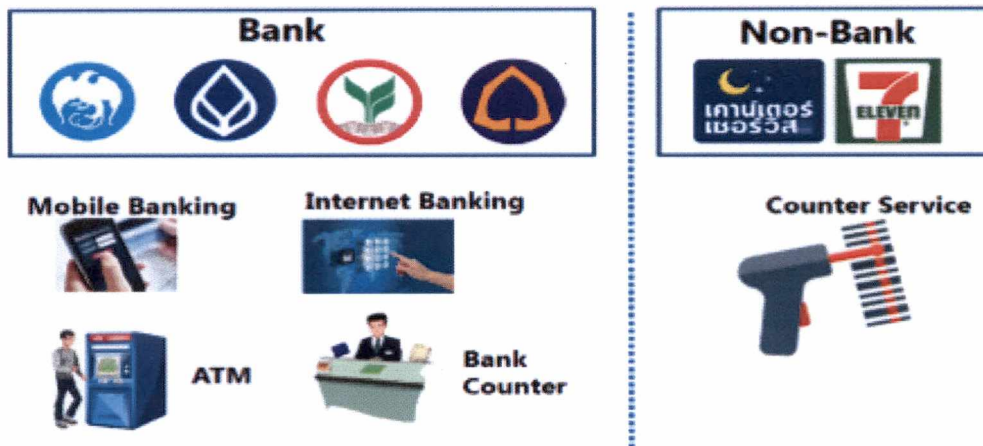 Bank
Non-Bank
เคาน์เตอร์
เซอร์วิส
7
ELEVEN
Mobile Banking
Internet Banking
Counter Service
ATM
Bank
Counter